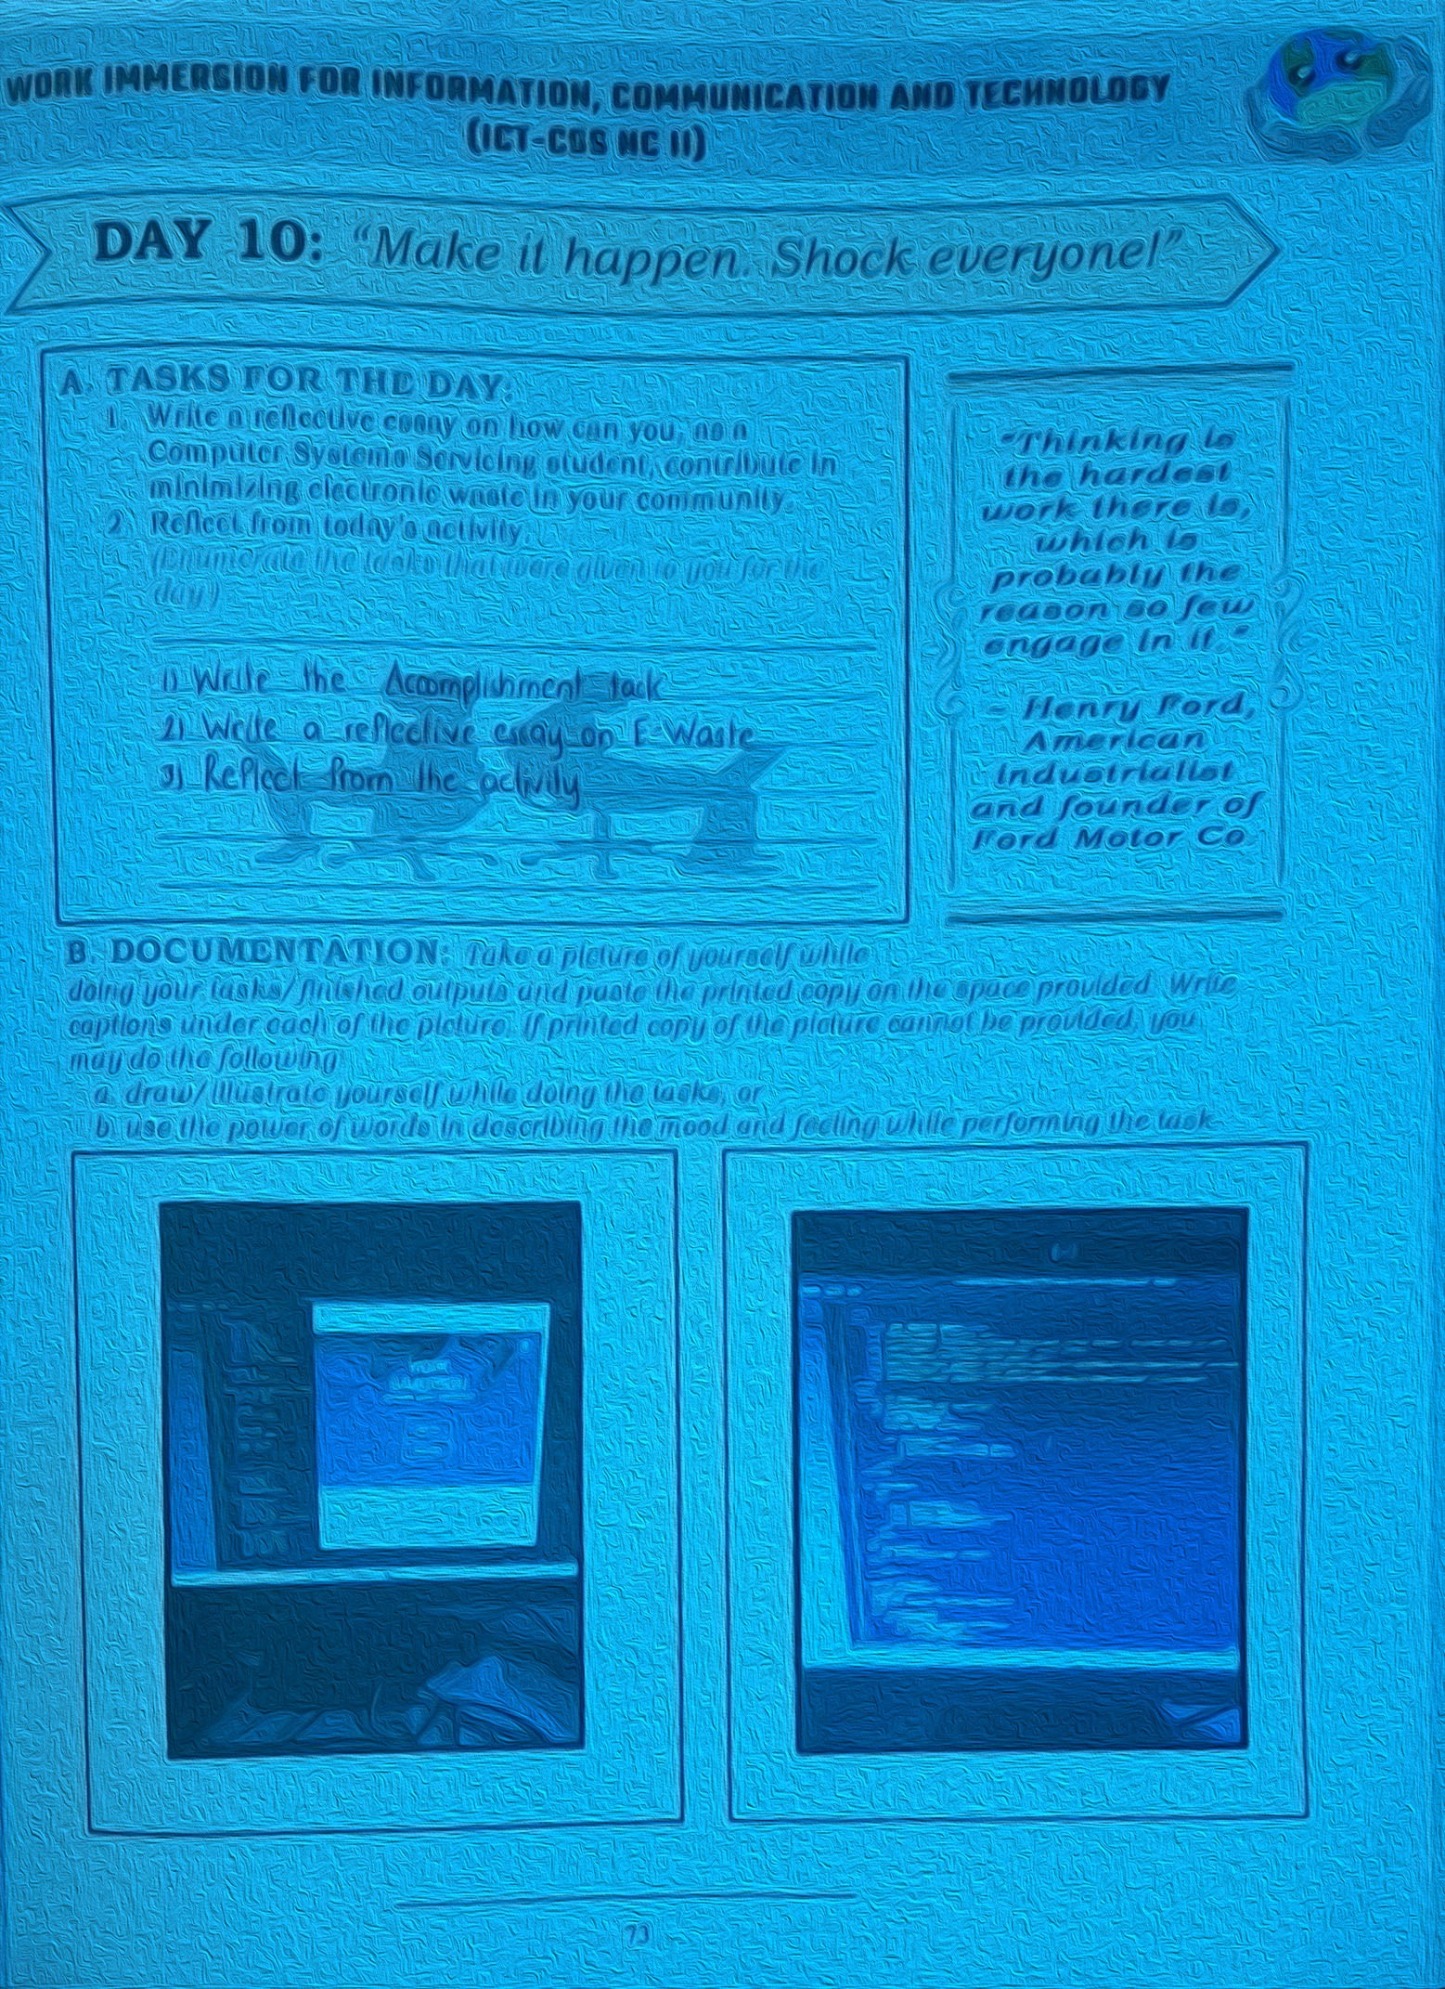 WORK IMMERSION FOR INFORMATION, COMMUNICATION AND TECHNOLOGY
(ICT-CSS NC II)
DAY 10: "Make it happen. Shock everyone!"
A. TASKS FOR THE DAY:
1. Write a reflective essay on how can you, as a
Computer Systems Servicing student, contribute in
minimizing electronic waste in your community.
2. Reflect from today's activity.
(Enumerate the tasks that were given to you for the
day)
1) Write the Accomplishment task
2) Write a reflective essay on E-Waste
3) Reflect from the activity
"Thinking is
the hardest
work there is,
which is
probably the
reason so few
engage in it."
- Henry Ford,
American
industrialist
and founder of
Ford Motor Co
B. DOCUMENTATION: Take a picture of yourself while
doing your tasks/finished outputs and paste the printed copy on the space provided. Write
captions under each of the picture. If printed copy of the picture cannot be provided, you
may do the following
a. draw/illustrate yourself while doing the tasks; or
b. use the power of words in describing the mood and feeling while performing the task
73